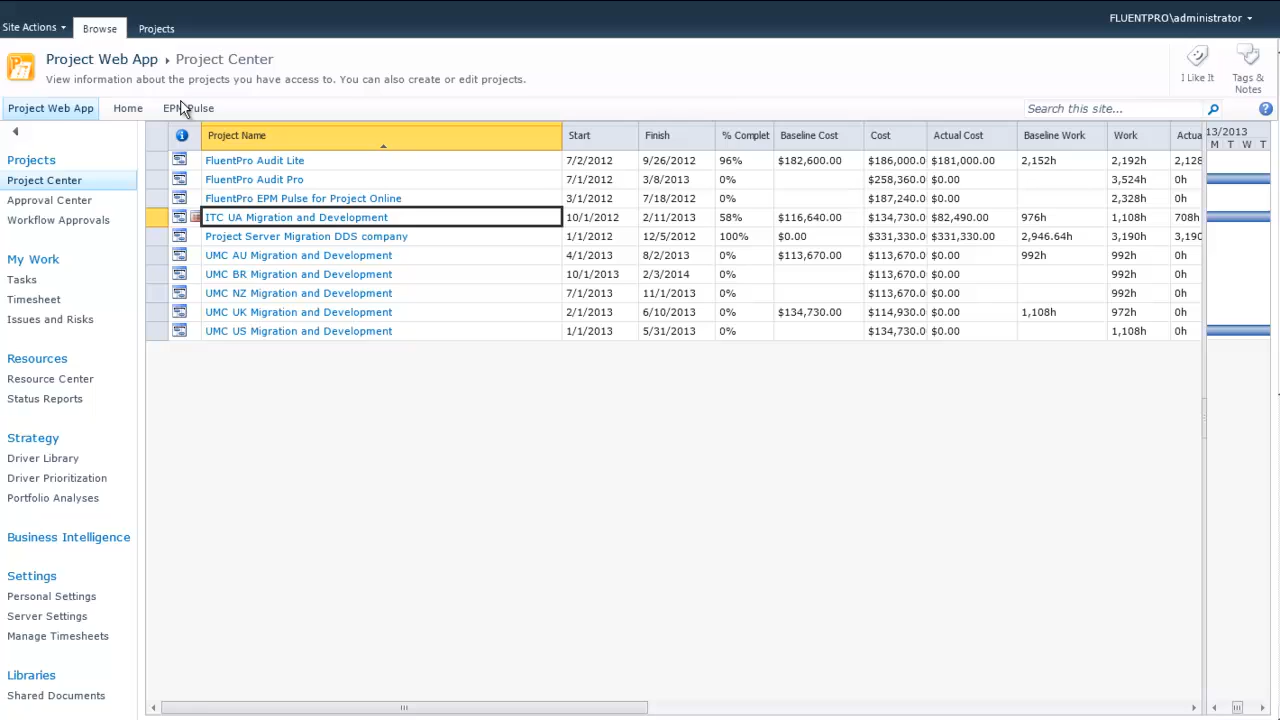 Site Actions Browse Projects FLUENTPRO\administrator
Project Web App Project Center
View information about the projects you have access to. You can also create or edit projects.
I Like It Tags & Notes
Project Web App Home EPM Pulse Search this site...
Projects
Project Center
Approval Center
Workflow Approvals
My Work
Tasks
Timesheet
Issues and Risks
Resources
Resource Center
Status Reports
Strategy
Driver Library
Driver Prioritization
Portfolio Analyses
Business Intelligence
Settings
Personal Settings
Server Settings
Manage Timesheets
Libraries
Shared Documents
Project Name Start Finish % Complet Baseline Cost Cost Actual Cost Baseline Work Work Actua
FluentPro Audit Lite 7/2/2012 9/26/2012 96% $182,600.00 $186,000.0 $181,000.00 2,152h 2,192h 2,128
FluentPro Audit Pro 7/1/2012 3/8/2013 0% $258,360.0 $0.00 3,524h 0h
FluentPro EPM Pulse for Project Online 3/1/2012 7/18/2012 0% $187,240.0 $0.00 2,328h 0h
ITC UA Migration and Development 10/1/2012 2/11/2013 58% $116,640.00 $134,730.0 $82,490.00 976h 1,108h 708h
Project Server Migration DDS company 1/1/2012 12/5/2012 100% $0.00 $331,330.0 $331,330.00 2,946.64h 3,190h 3,190
UMC AU Migration and Development 4/1/2013 8/2/2013 0% $113,670.00 $113,670.0 $0.00 992h 992h 0h
UMC BR Migration and Development 10/1/2013 2/3/2014 0% $113,670.0 $0.00 992h 0h
UMC NZ Migration and Development 7/1/2013 11/1/2013 0% $113,670.0 $0.00 992h 0h
UMC UK Migration and Development 2/1/2013 6/10/2013 0% $134,730.00 $114,930.0 $0.00 1,108h 972h 0h
UMC US Migration and Development 1/1/2013 5/31/2013 0% $134,730.0 $0.00 1,108h 0h
13/2013
M T W T